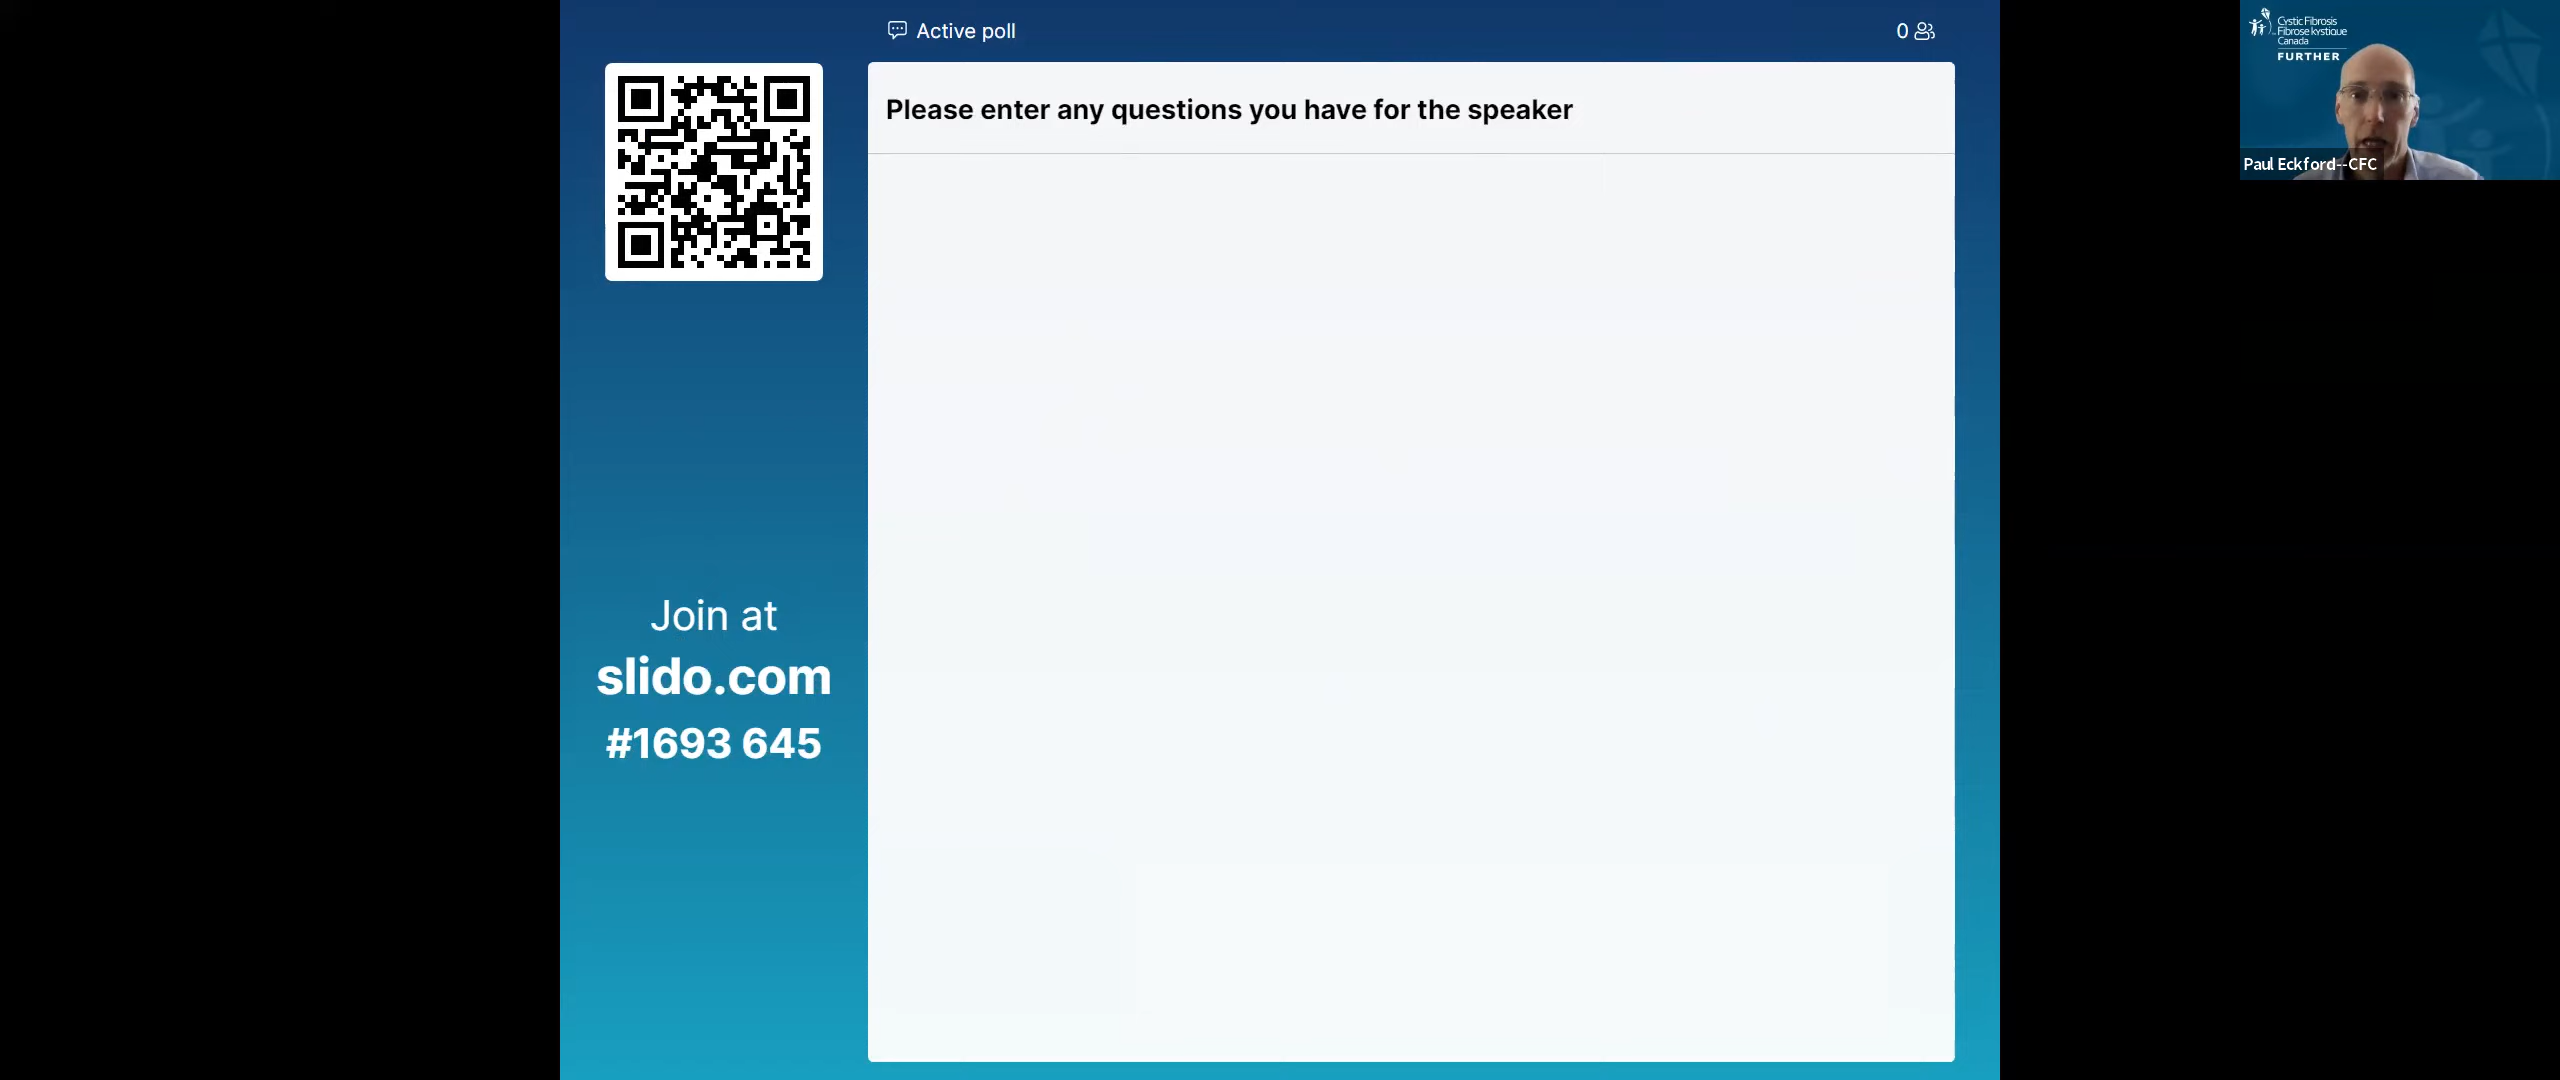 Active poll
0
Please enter any questions you have for the speaker
Join at
slido.com
#1693 645
Cystic Fibrosis
Fibrose kystique
Canada
FURTHER
Paul Eckford--CFC